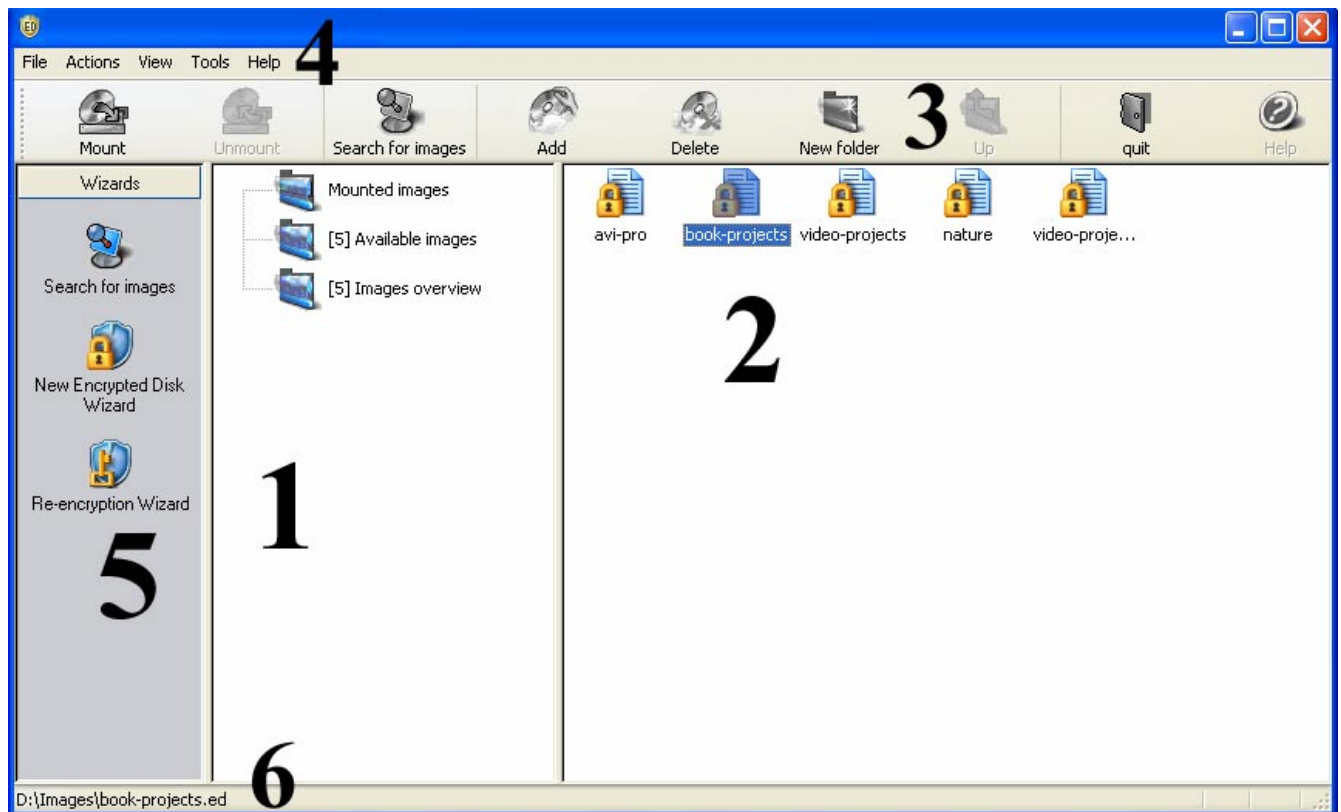 ED
4
File Actions View Tools Help
3
Mount Unmount Search for images Add Delete New folder Up quit Help
Wizards
Search for images
New Encrypted Disk
Wizard
Re-encryption Wizard
5
Mounted images
[5] Available images
[5] Images overview
1
avi-pro book-projects video-projects nature video-proje...
2
6
D:\Images\book-projects.ed